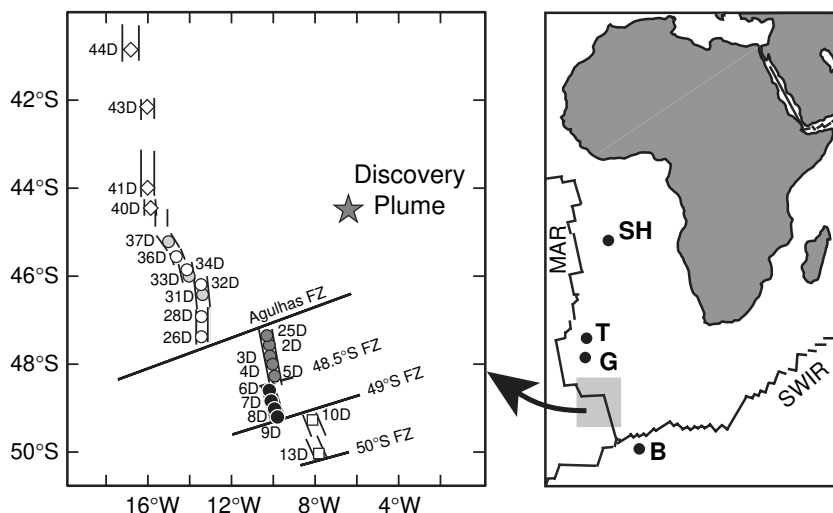 44D
42°S
43D
44°S
41D
40D
Discovery
Plume
37D
36D
34D
46°S
33D
32D
31D
28D
26D
Agulhas FZ
25D
2D
48°S
3D
4D
5D
48.5°S FZ
6D
7D
49°S FZ
8D
10D
9D
50°S
13D
50°S FZ
16°W
12°W
8°W
4°W
MAR
SH
T
G
SWIR
B